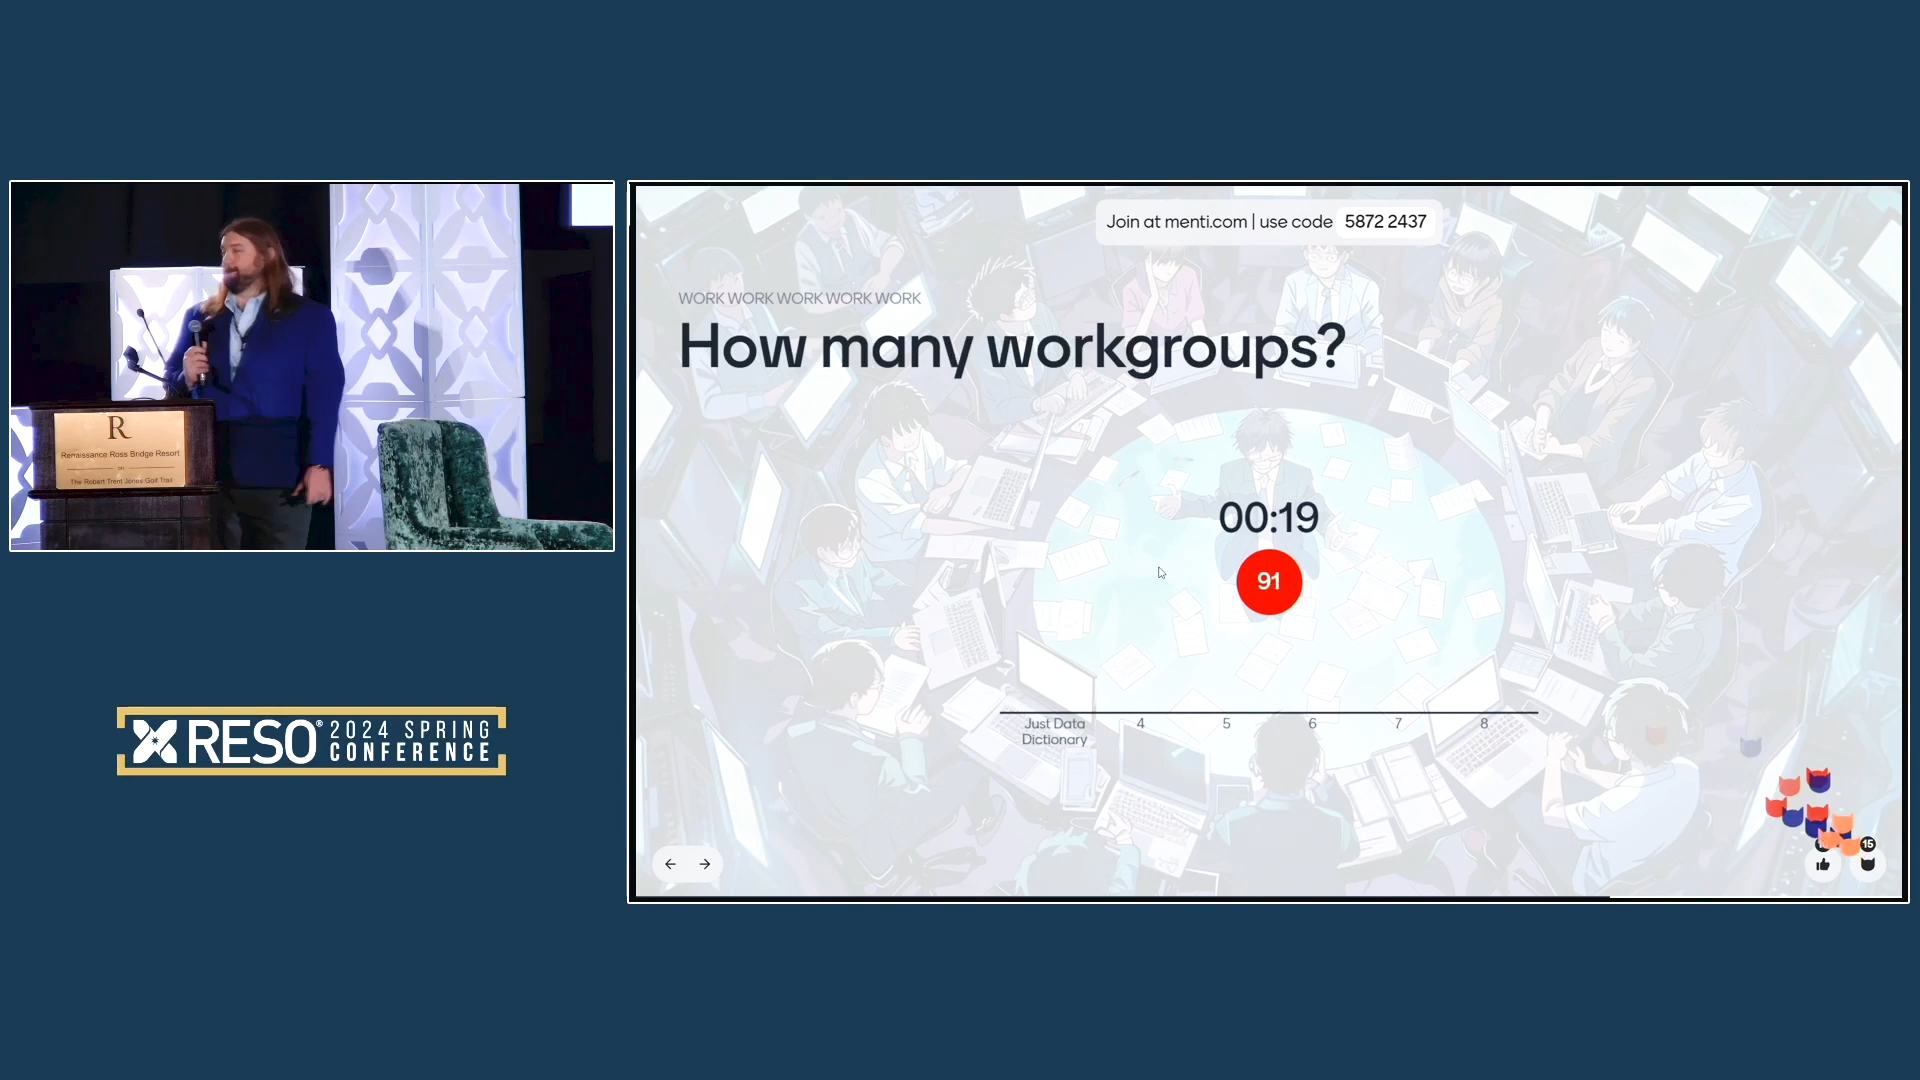 R
Renaissance Ross Bridge Resort
ON
The Robert Trent Jones Golf Trail
RESO® 2024 SPRING
CONFERENCE
Join at menti.com | use code 5872 2437
WORK WORK WORK WORK WORK
How many workgroups?
00:19
91
Just Data
Dictionary
4
5
6
7
8
15